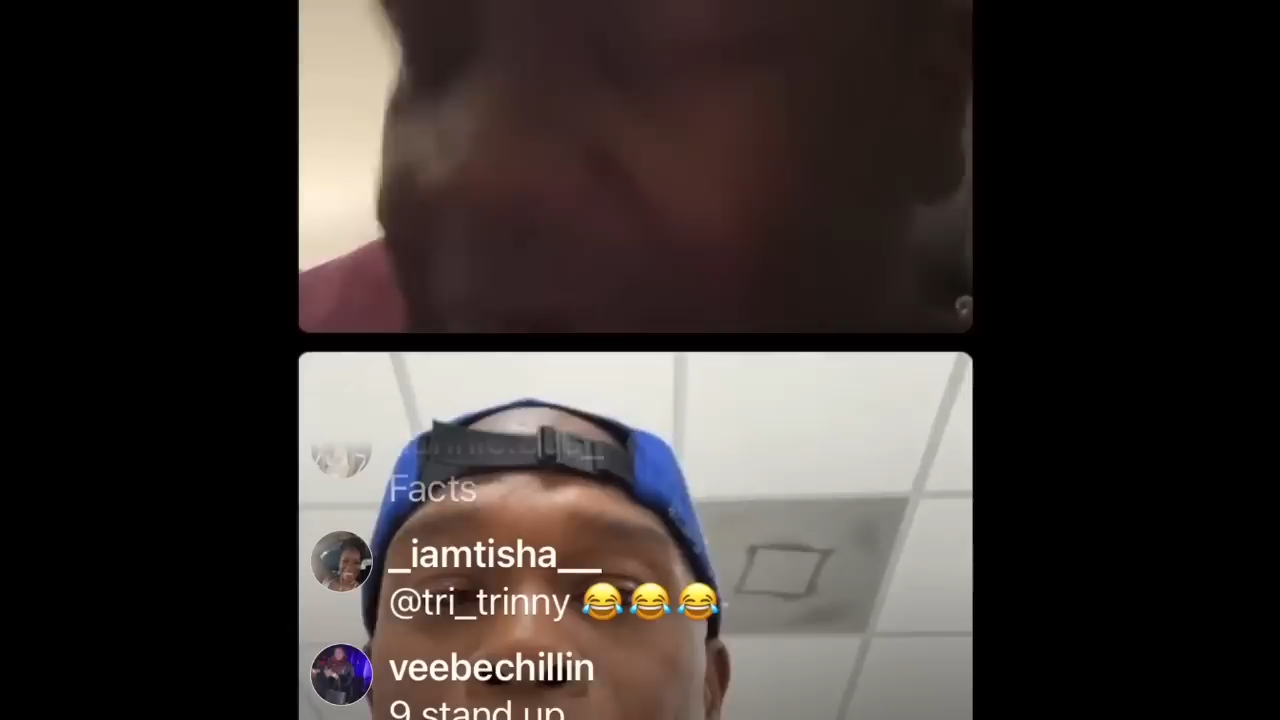 Facts
_iamtisha__
@tri_trinny 😂😂😂
veebechillin
9 stand up